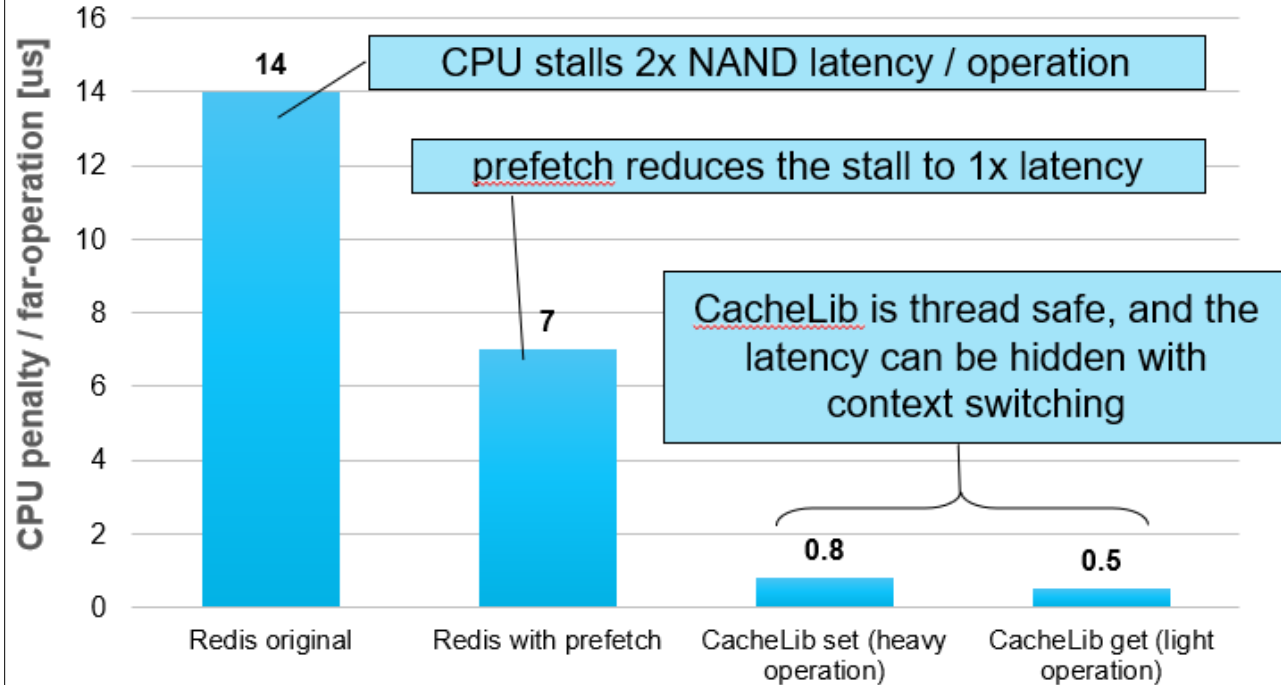 CPU penalty / far-operation [us]
16
14
12
10
8
6
4
2
0
14
CPU stalls 2x NAND latency / operation
prefetch reduces the stall to 1x latency
7
CacheLib is thread safe, and the
latency can be hidden with
context switching
0.8
0.5
Redis original
Redis with prefetch
CacheLib set (heavy
operation)
CacheLib get (light
operation)